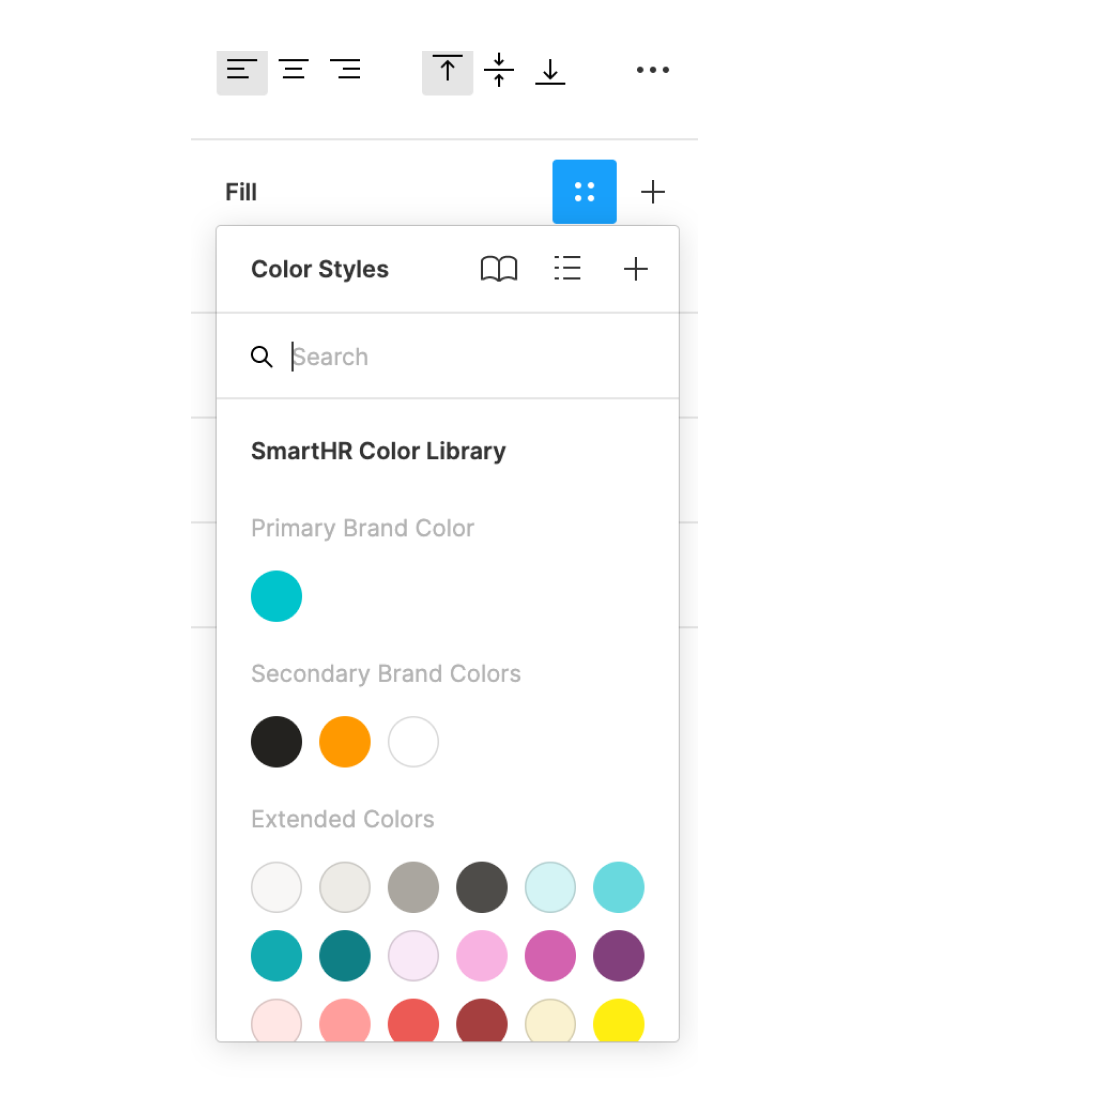 Fill
Color Styles
Search
SmartHR Color Library
Primary Brand Color
Secondary Brand Colors
Extended Colors